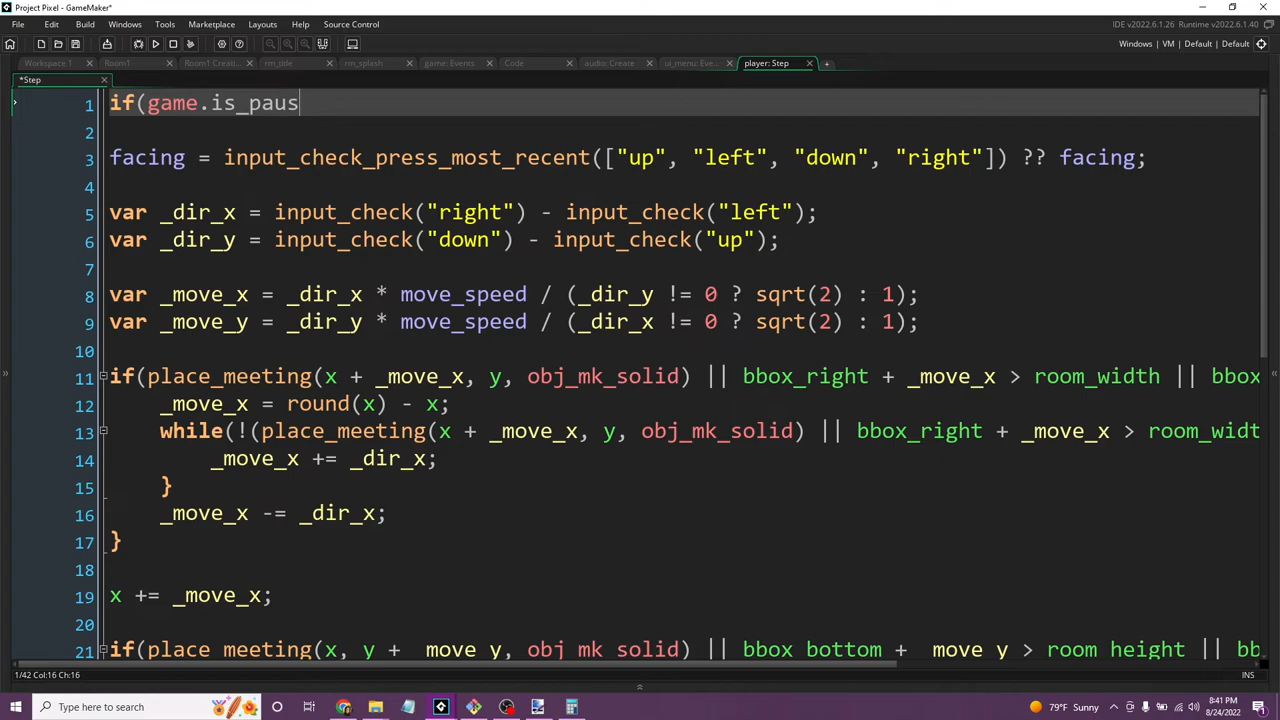 Project Pixel - GameMaker*
File Edit Build Windows Tools Marketplace Layouts Help Source Control
IDE v2022.6.1.26 Runtime v2022.6.1.40
Windows | VM | Default | Default
Workspace 1 Room1 Room1 Creati... rm_title rm_splash game: Events Code audio: Create ui_menu: Eve... player: Step +
*Step
1 if(game.is_paus
2
3 facing = input_check_press_most_recent(["up", "left", "down", "right"]) ?? facing;
4
5 var _dir_x = input_check("right") - input_check("left");
6 var _dir_y = input_check("down") - input_check("up");
7
8 var _move_x = _dir_x * move_speed / (_dir_y != 0 ? sqrt(2) : 1);
9 var _move_y = _dir_y * move_speed / (_dir_x != 0 ? sqrt(2) : 1);
10
11 if(place_meeting(x + _move_x, y, obj_mk_solid) || bbox_right + _move_x > room_width || bbox
12 _move_x = round(x) - x;
13 while(!(place_meeting(x + _move_x, y, obj_mk_solid) || bbox_right + _move_x > room_widt
14 _move_x += _dir_x;
15 }
16 _move_x -= _dir_x;
17 }
18
19 x += _move_x;
20
21 if(place_meeting(x, y + _move_y, obj_mk_solid) || bbox_bottom + _move_y > room_height || bb
1/42 Col:16 Ch:16 INS
Type here to search
79°F Sunny
8:41 PM
8/24/2022